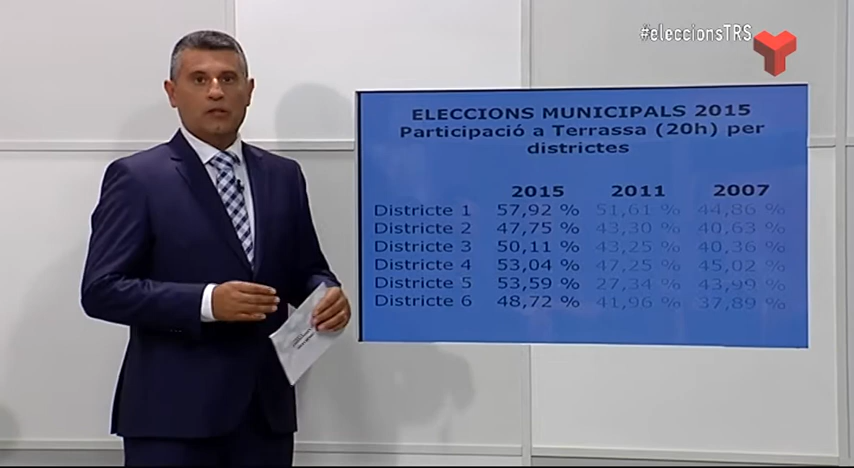 #eleccionsTRS
ELECCIONS MUNICIPALS 2015
Participació a Terrassa (20h) per
districtes
2015 2011 2007
Districte 1 57,92 % 51,61 % 44,86 %
Districte 2 47,75 % 43,30 % 40,63 %
Districte 3 50,11 % 43,25 % 40,36 %
Districte 4 53,04 % 47,25 % 45,02 %
Districte 5 53,59 % 27,34 % 43,99 %
Districte 6 48,72 % 41,96 % 37,89 %